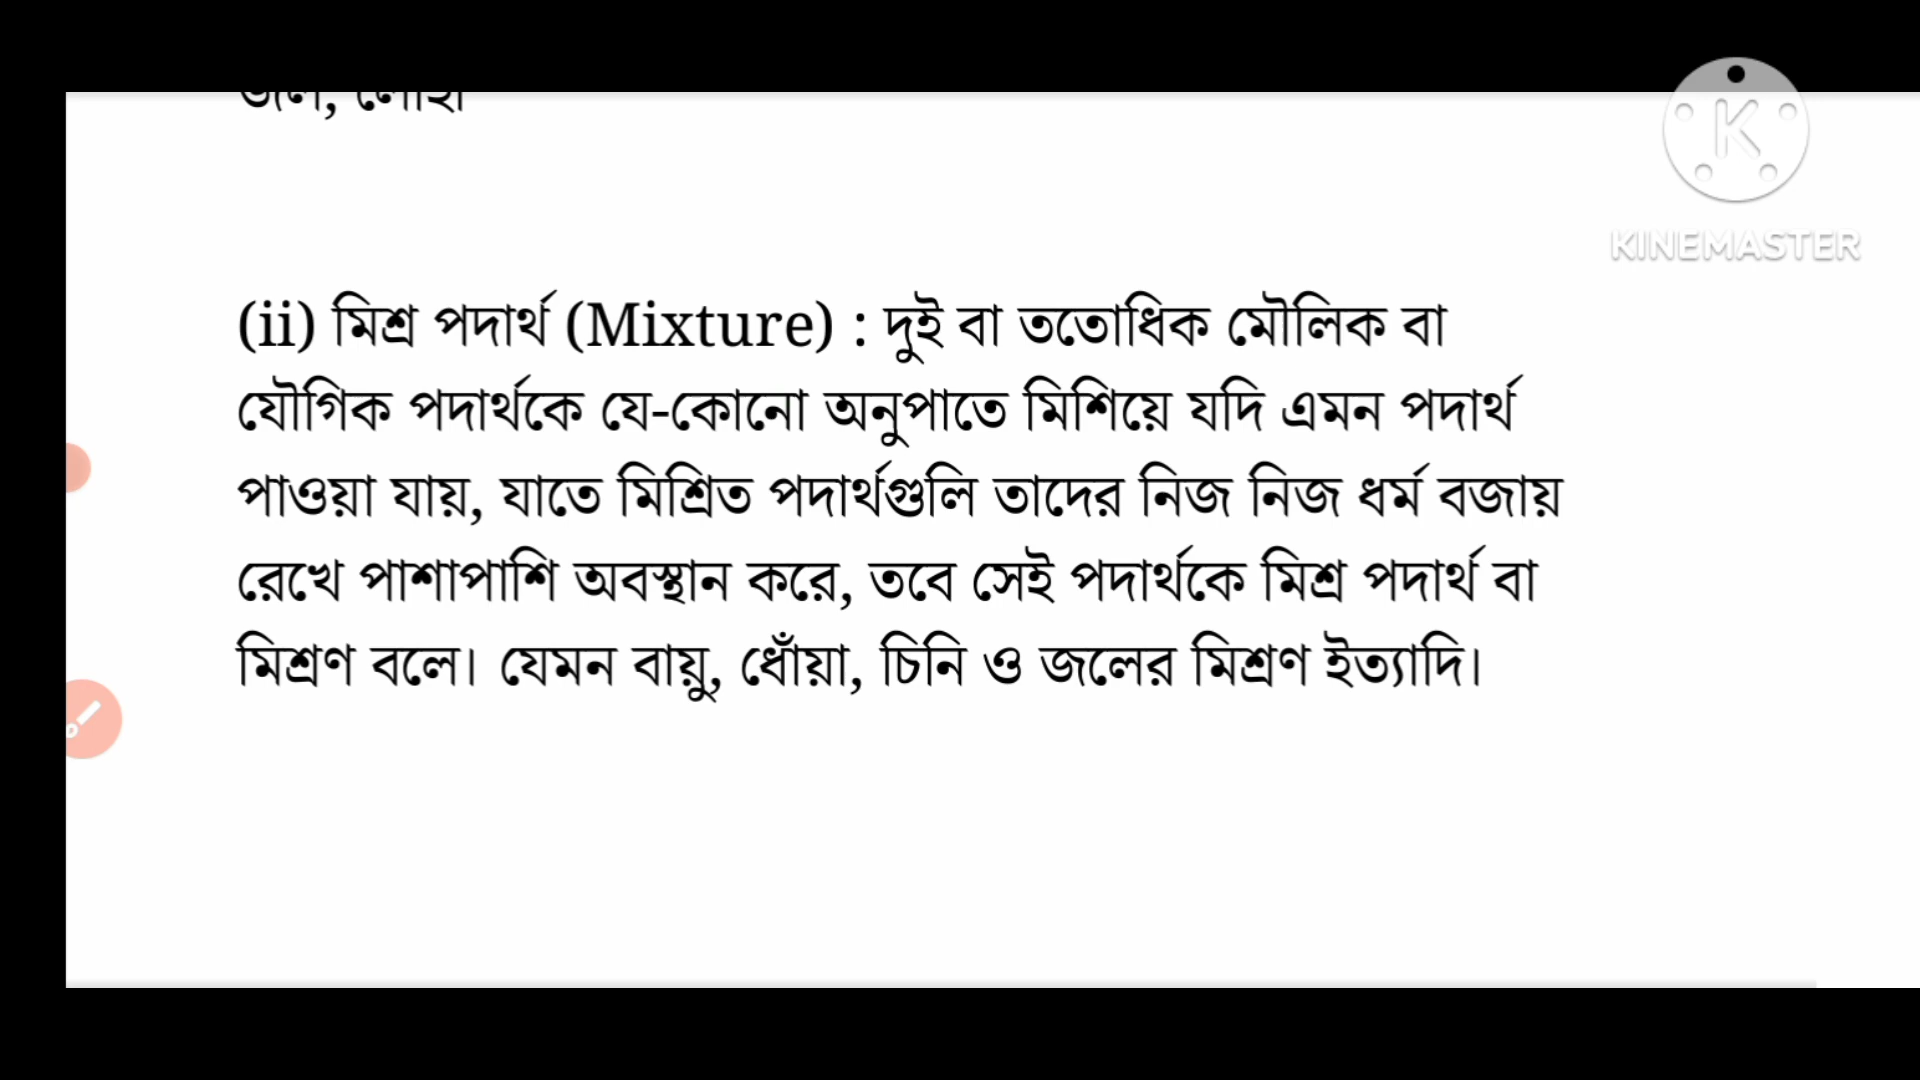 জল, লোহা
KINEMASTER
(ii) মিশ্র পদার্থ (Mixture) : দুই বা ততোধিক মৌলিক বা
যৌগিক পদার্থকে যে-কোনো অনুপাতে মিশিয়ে যদি এমন পদার্থ
পাওয়া যায়, যাতে মিশ্রিত পদার্থগুলি তাদের নিজ নিজ ধর্ম বজায়
রেখে পাশাপাশি অবস্থান করে, তবে সেই পদার্থকে মিশ্র পদার্থ বা
মিশ্রণ বলে। যেমন বায়ু, ধোঁয়া, চিনি ও জলের মিশ্রণ ইত্যাদি।